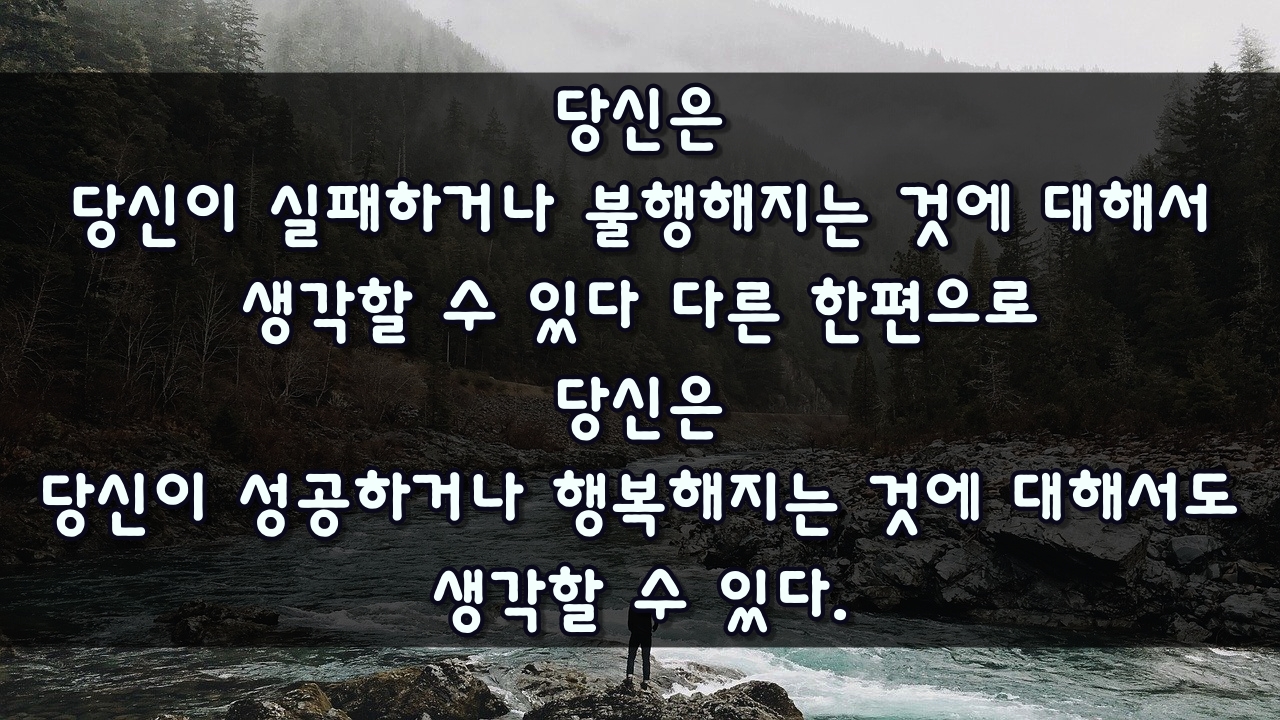 당신은
당신이 실패하거나 불행해지는 것에 대해서
생각할 수 있다 다른 한편으로
당신은
당신이 성공하거나 행복해지는 것에 대해서도
생각할 수 있다.